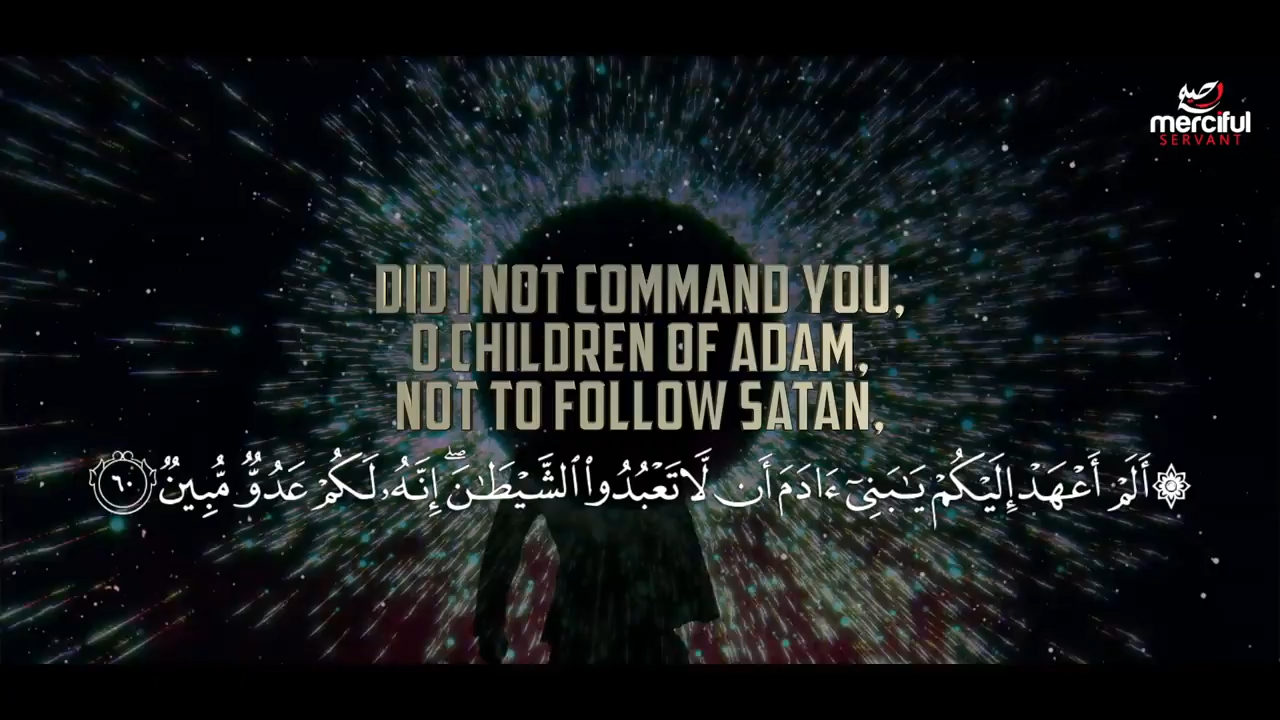 merciful
SERVANT
DID I NOT COMMAND YOU,
O CHILDREN OF ADAM,
NOT TO FOLLOW SATAN,
۞ أَلَمْ أَعْهَدْ إِلَيْكُمْ يَـٰبَنِىٓ ءَادَمَ أَن لَّا تَعْبُدُوا۟ ٱلشَّيْطَـٰنَ ۖ إِنَّهُۥ لَكُمْ عَدُوٌّ مُّبِينٌ ٦٠